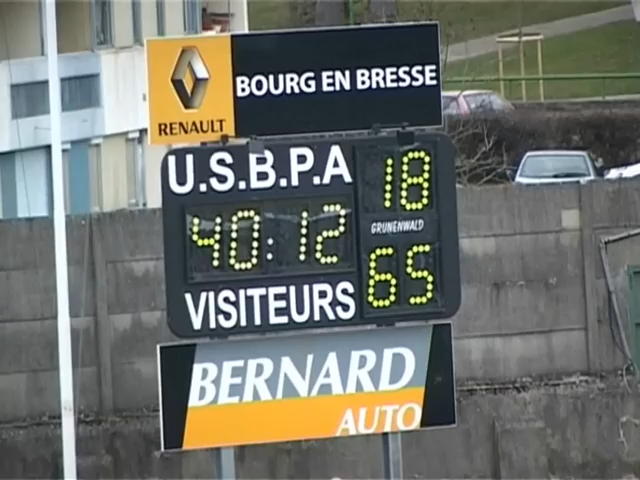 RENAULT
BOURG EN BRESSE
U.S.B.P.A
18
40:12
GRUNENWALD
VISITEURS
65
BERNARD
AUTO